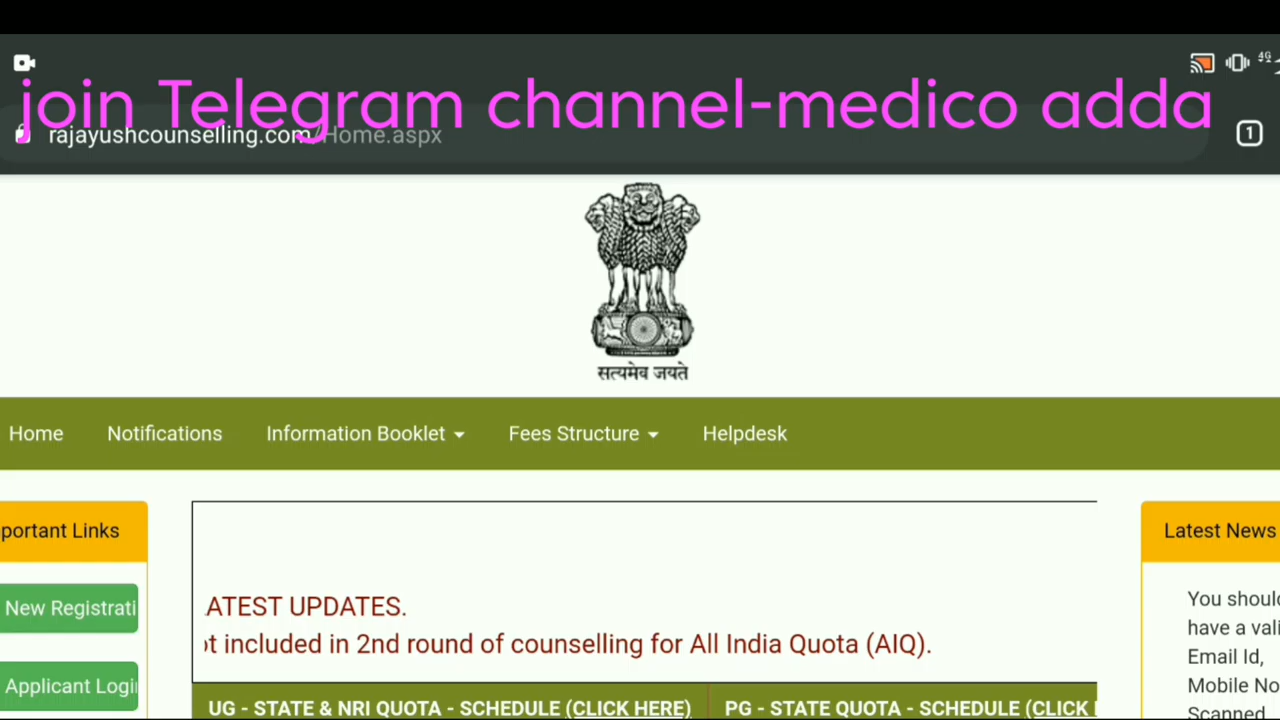 4G
join Telegram channel-medico adda
rajayushcounselling.com/Home.aspx
1
सत्यमेव जयते
Home Notifications Information Booklet Fees Structure Helpdesk
portant Links
Latest News
New Registrati
ATEST UPDATES.
t included in 2nd round of counselling for All India Quota (AIQ).
Applicant Logi
You shoul
have a vali
Email Id,
Mobile No
Scanned
UG - STATE & NRI QUOTA - SCHEDULE (CLICK HERE)
PG - STATE QUOTA - SCHEDULE (CLICK